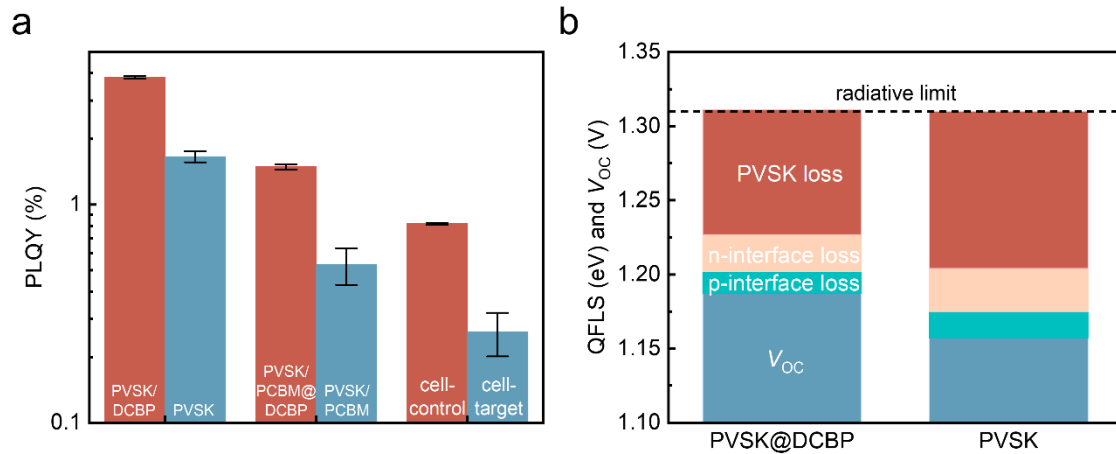 a
PLQY (%)
1
0.1
PVSK/
DCBP
PVSK
PVSK/
PCBM@
DCBP
PVSK/
PCBM
cell-
control
cell-
target
b
QFLS (eV) and VOC (V)
1.35
1.30
1.25
1.20
1.15
1.10
radiative limit
PVSK loss
n-interface loss
p-interface loss
VOC
PVSK@DCBP
PVSK